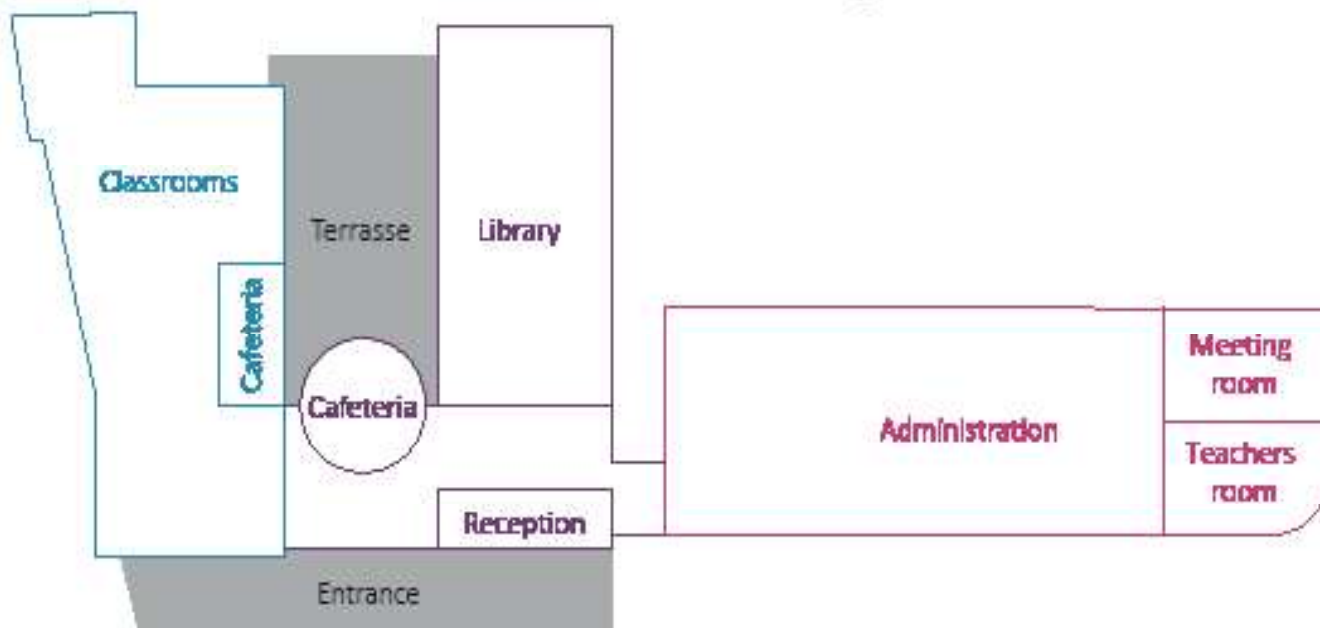 Classrooms
Terrasse
Library
Cafeteria
Cafeteria
Meeting
room
Administration
Teachers
room
Reception
Entrance